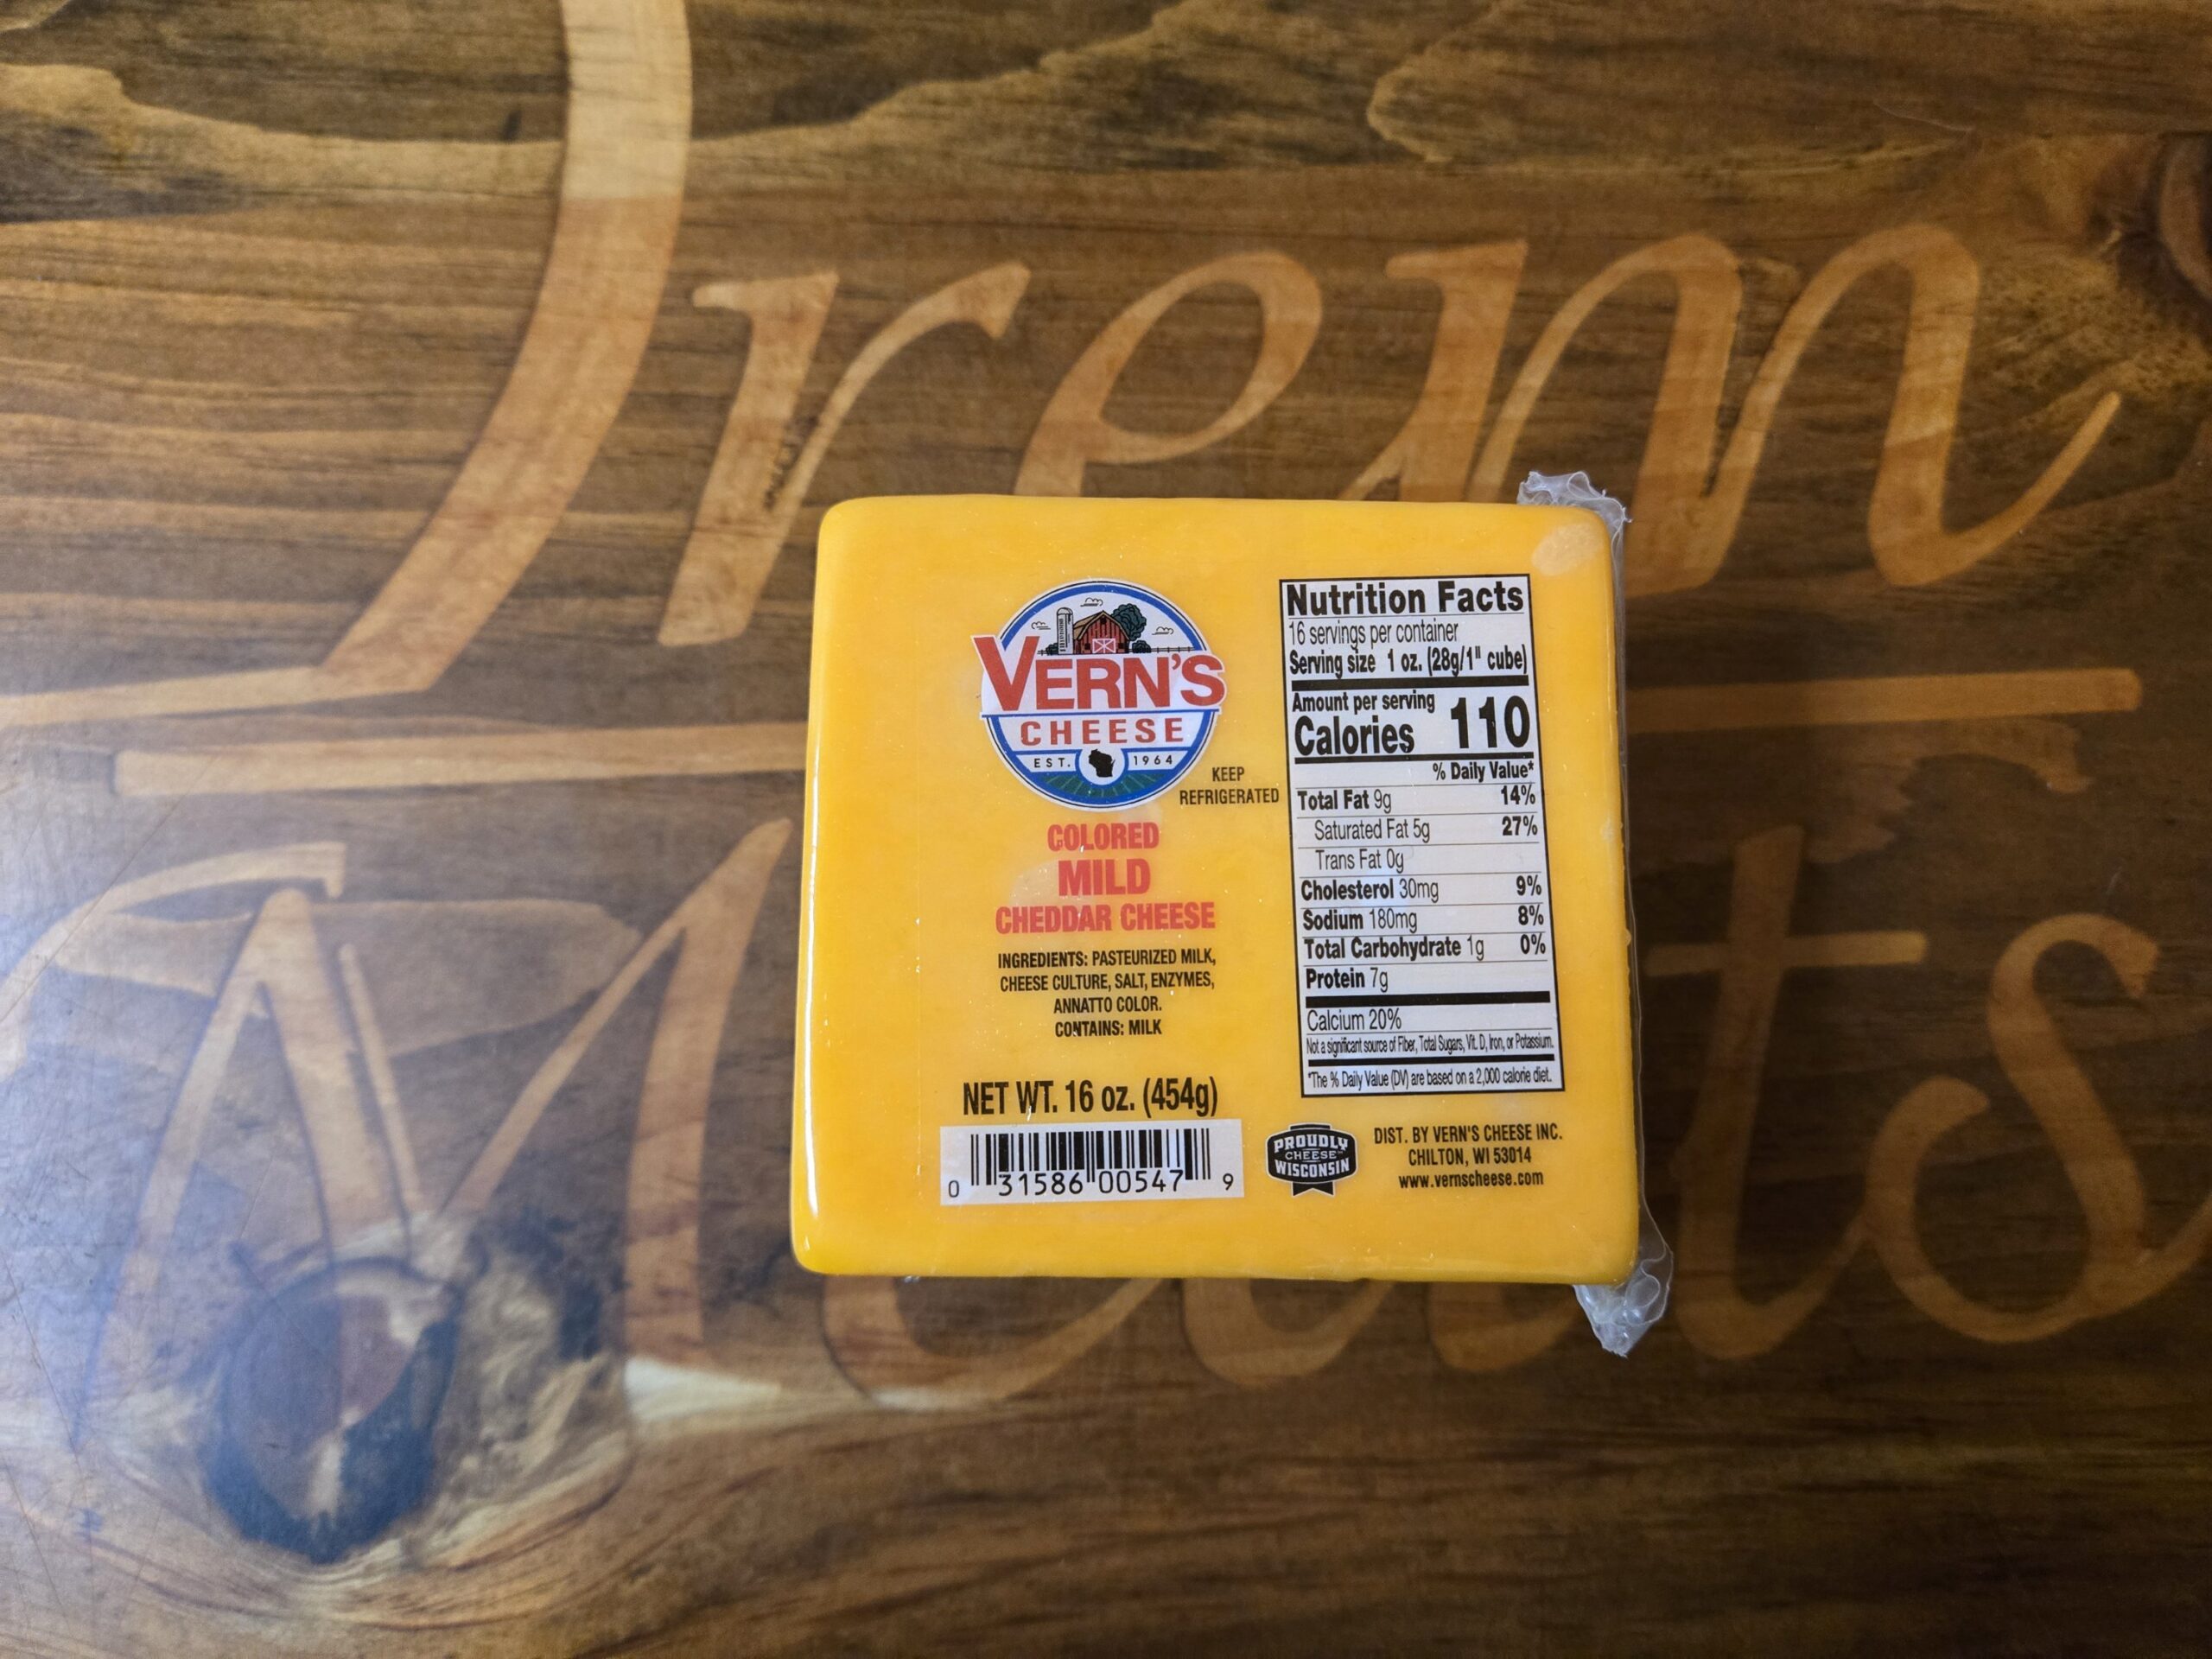 Trem
Meats
VERN'S
CHEESE
EST. 1964
KEEP
REFRIGERATED
COLORED
MILD
CHEDDAR CHEESE
INGREDIENTS: PASTEURIZED MILK,
CHEESE CULTURE, SALT, ENZYMES,
ANNATTO COLOR.
CONTAINS: MILK
NET WT. 16 oz. (454g)
0 31586 00547 9
Nutrition Facts
16 servings per container
Serving size 1 oz. (28g/1" cube)
Amount per serving
Calories 110
% Daily Value*
Total Fat 9g 14%
Saturated Fat 5g 27%
Trans Fat 0g
Cholesterol 30mg 9%
Sodium 180mg 8%
Total Carbohydrate 1g 0%
Protein 7g
Calcium 20%
Not a significant source of Fiber, Total Sugars, Vit. D, Iron, or Potassium.
*The % Daily Value (DV) are based on a 2,000 calorie diet.
PROUDLY
CHEESE
WISCONSIN
DIST. BY VERN'S CHEESE INC.
CHILTON, WI 53014
www.vernscheese.com